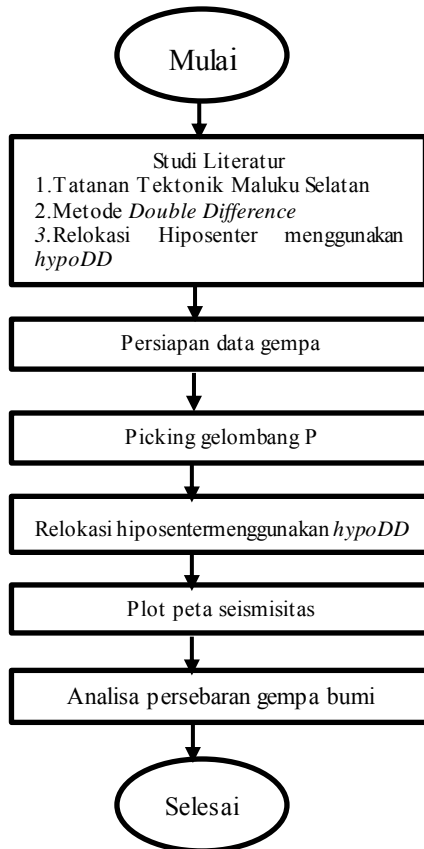 Mulai
Studi Literatur
1.Tatanan Tektonik Maluku Selatan
2.Metode Double Difference
3.Relokasi Hiposenter menggunakan
hypoDD
Persiapan data gempa
Picking gelombang P
Relokasi hiposentermenggunakan hypoDD
Plot peta seismisitas
Analisa persebaran gempa bumi
Selesai